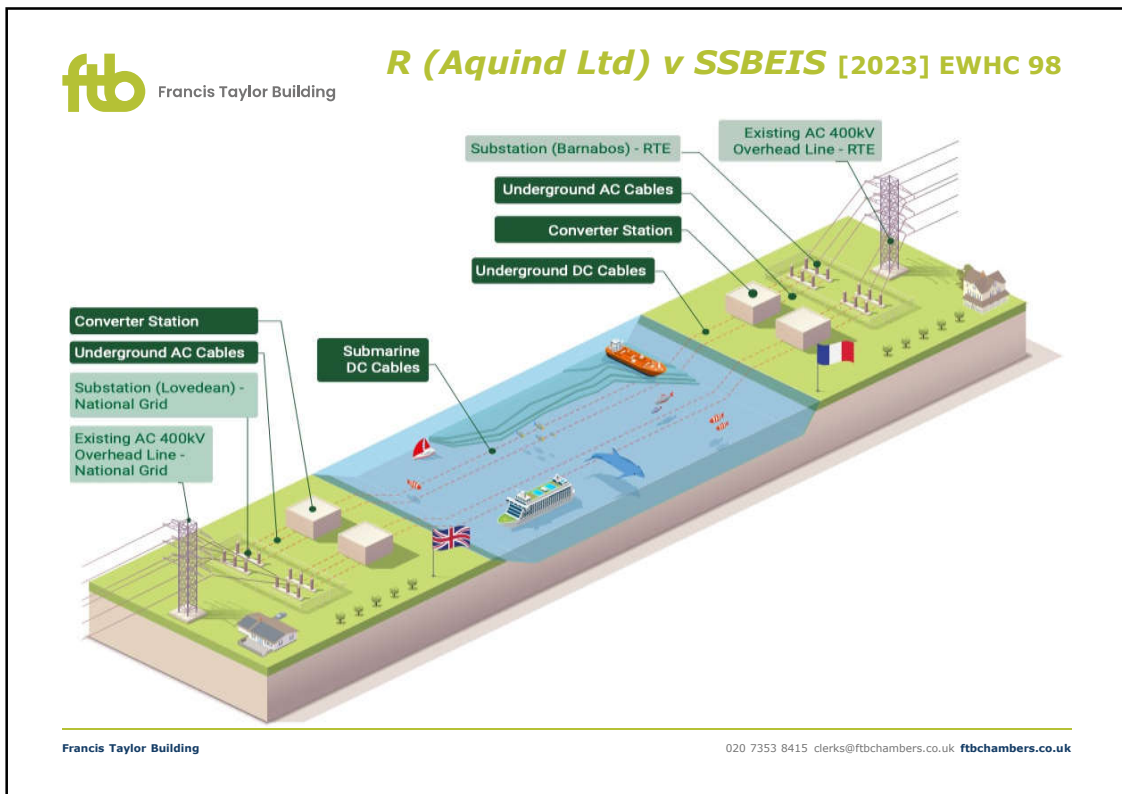 ftb Francis Taylor Building
R (Aquind Ltd) v SSBEIS [2023] EWHC 98
Existing AC 400kV
Overhead Line - RTE
Substation (Barnabos) - RTE
Underground AC Cables
Converter Station
Underground DC Cables
Converter Station
Underground AC Cables
Submarine
DC Cables
Substation (Lovedean) -
National Grid
Existing AC 400kV
Overhead Line -
National Grid
Francis Taylor Building
020 7353 8415 clerks@ftbchambers.co.uk ftbchambers.co.uk